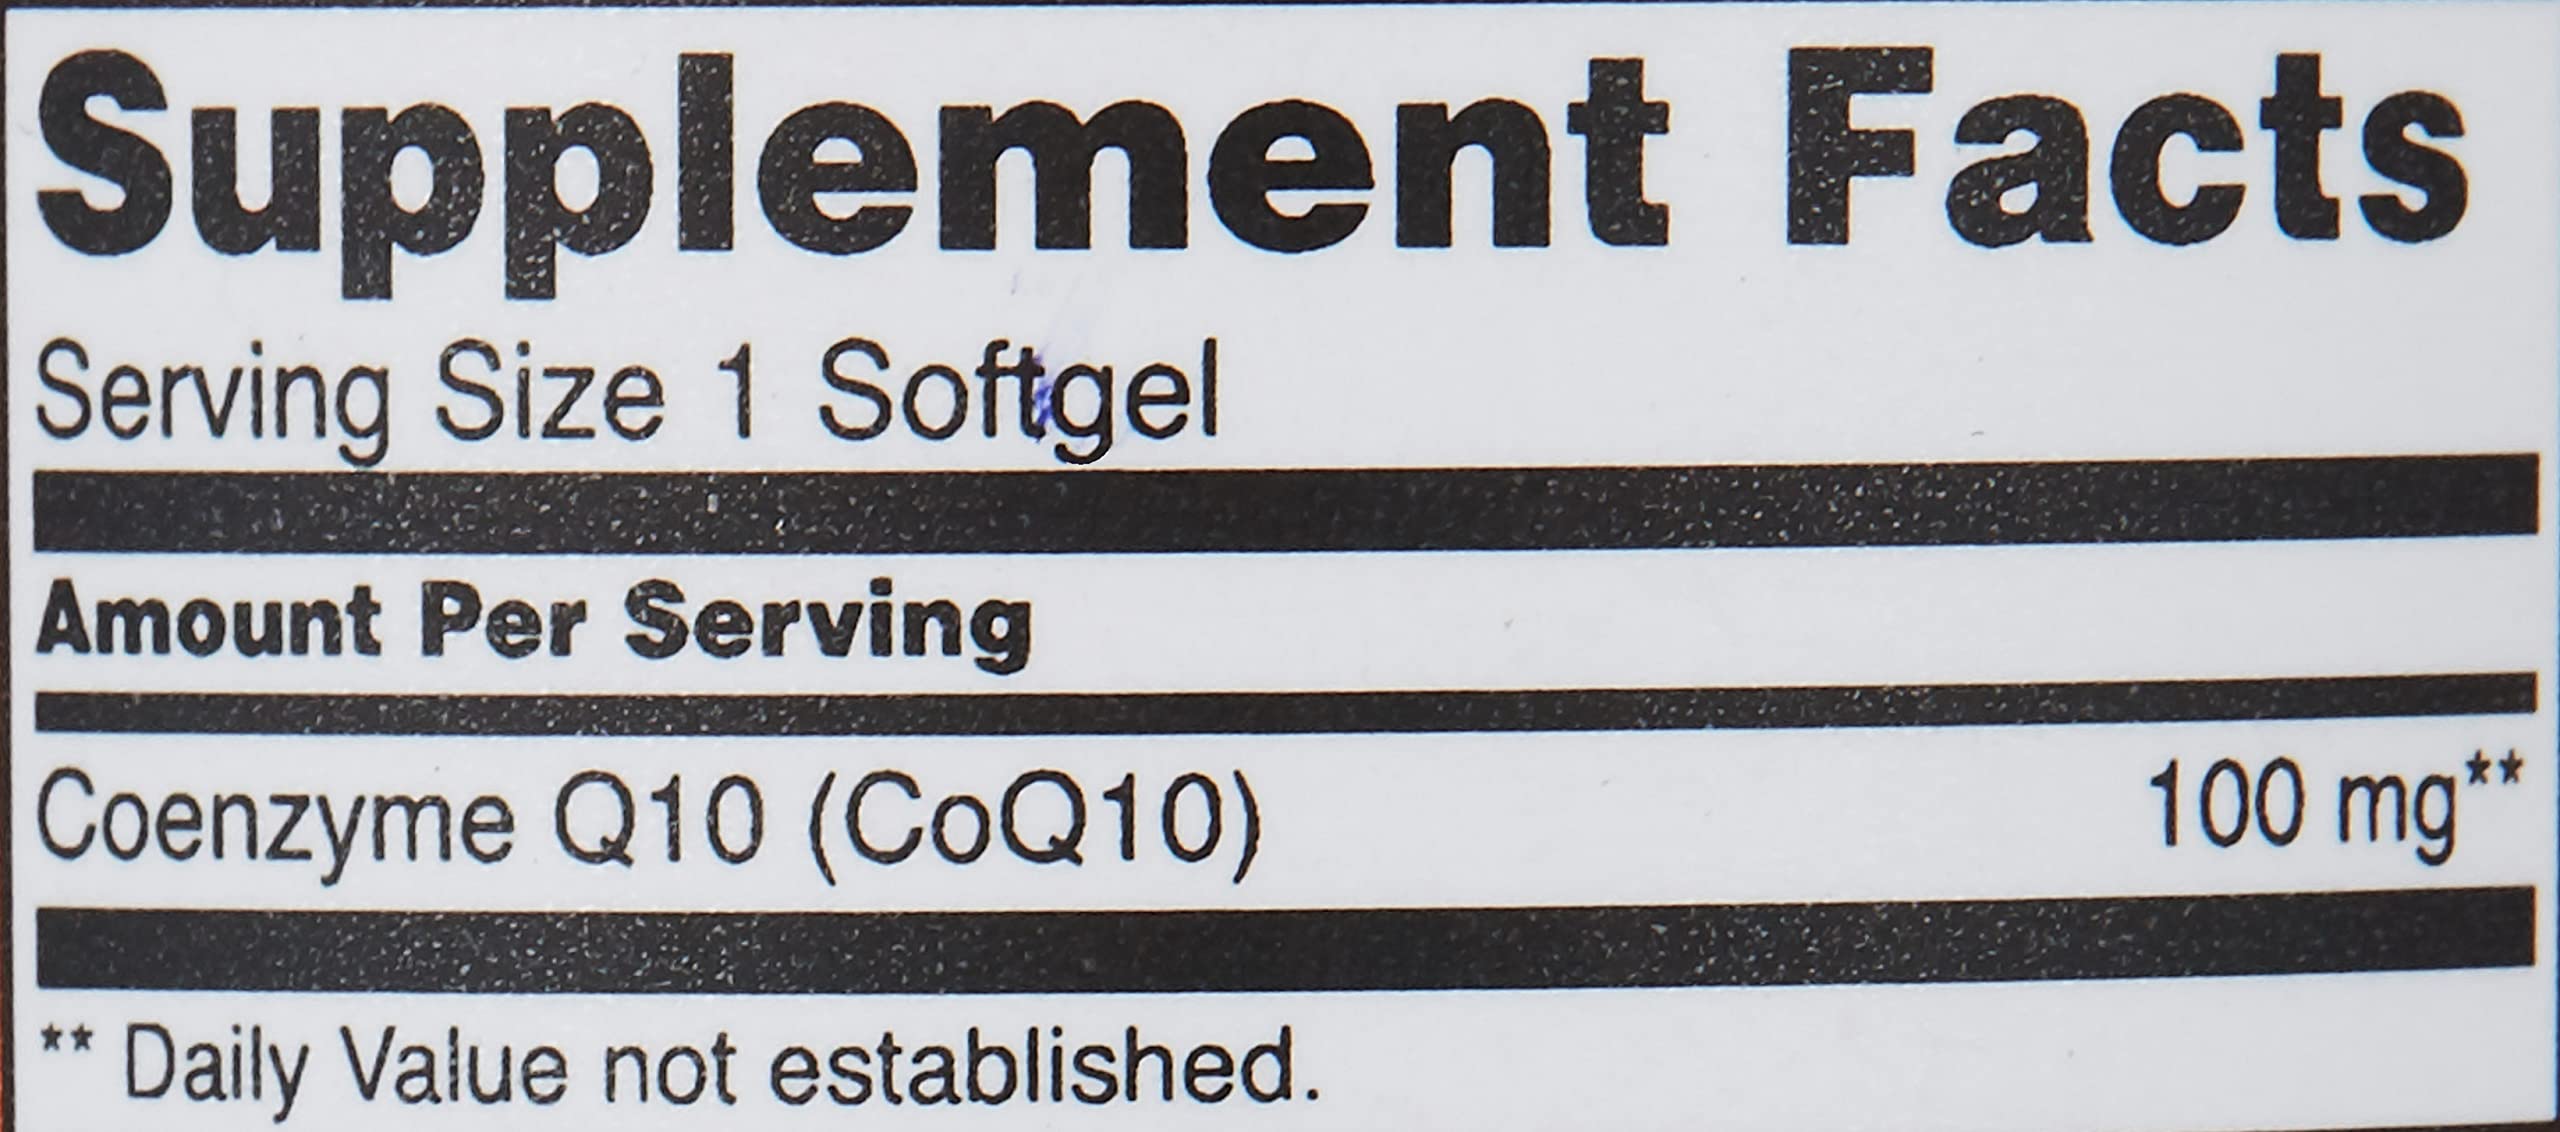 Supplement Facts
Serving Size 1 Softgel
Amount Per Serving
Coenzyme Q10 (CoQ10) 100 mg**
** Daily Value not established.